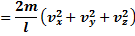 = 2m/l (v_x^2 + v_y^2 + v_z^2)